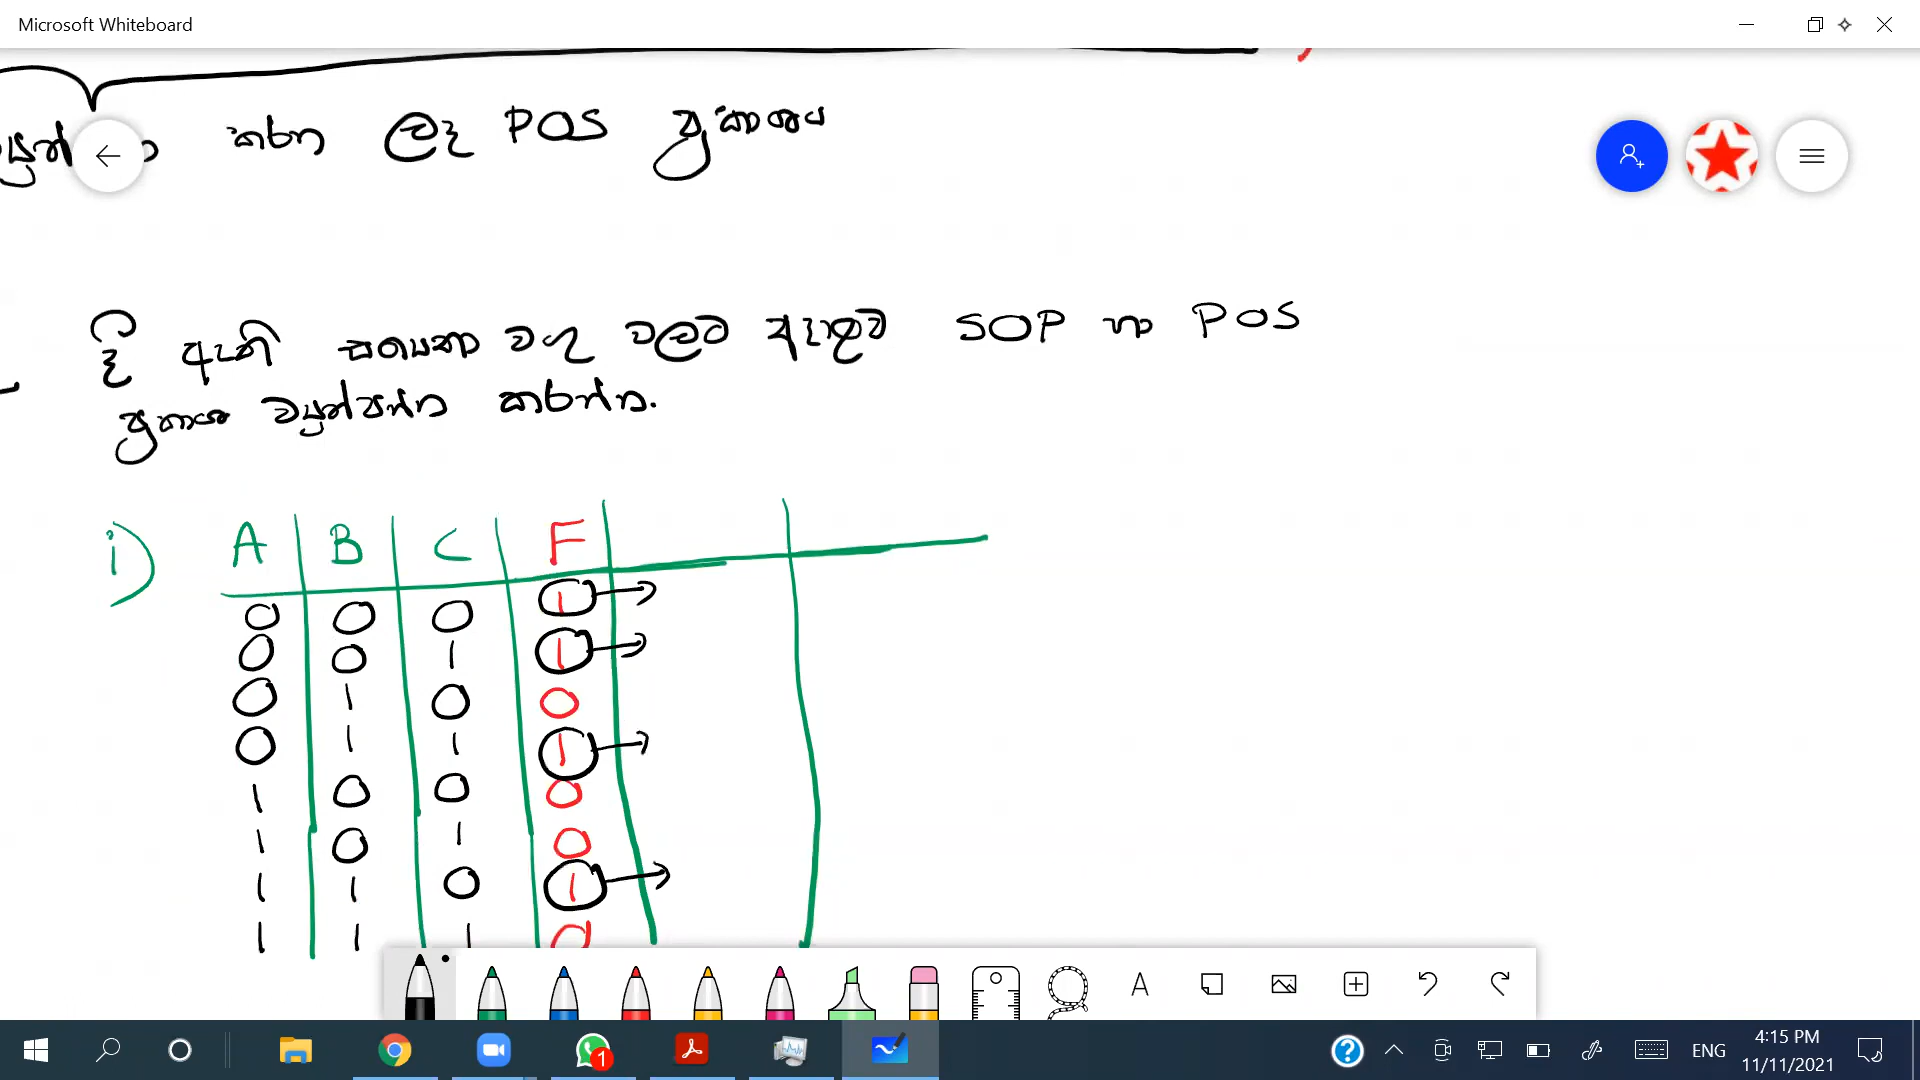 Microsoft Whiteboard
කරන ලද POS ප්‍රකාශය
දී ඇති සත්‍යතා වගු වලට අදාළව SOP හා POS
ප්‍රකාශ ව්‍යුත්පන්න කරන්න.
i) A B C F
0 0 0 1 →
0 0 1 1 →
0 1 0 0
0 1 1 1 →
1 0 0 0
1 0 1 0
1 1 0 1 →
1 1 1 0
A
1
ENG
4:15 PM
11/11/2021